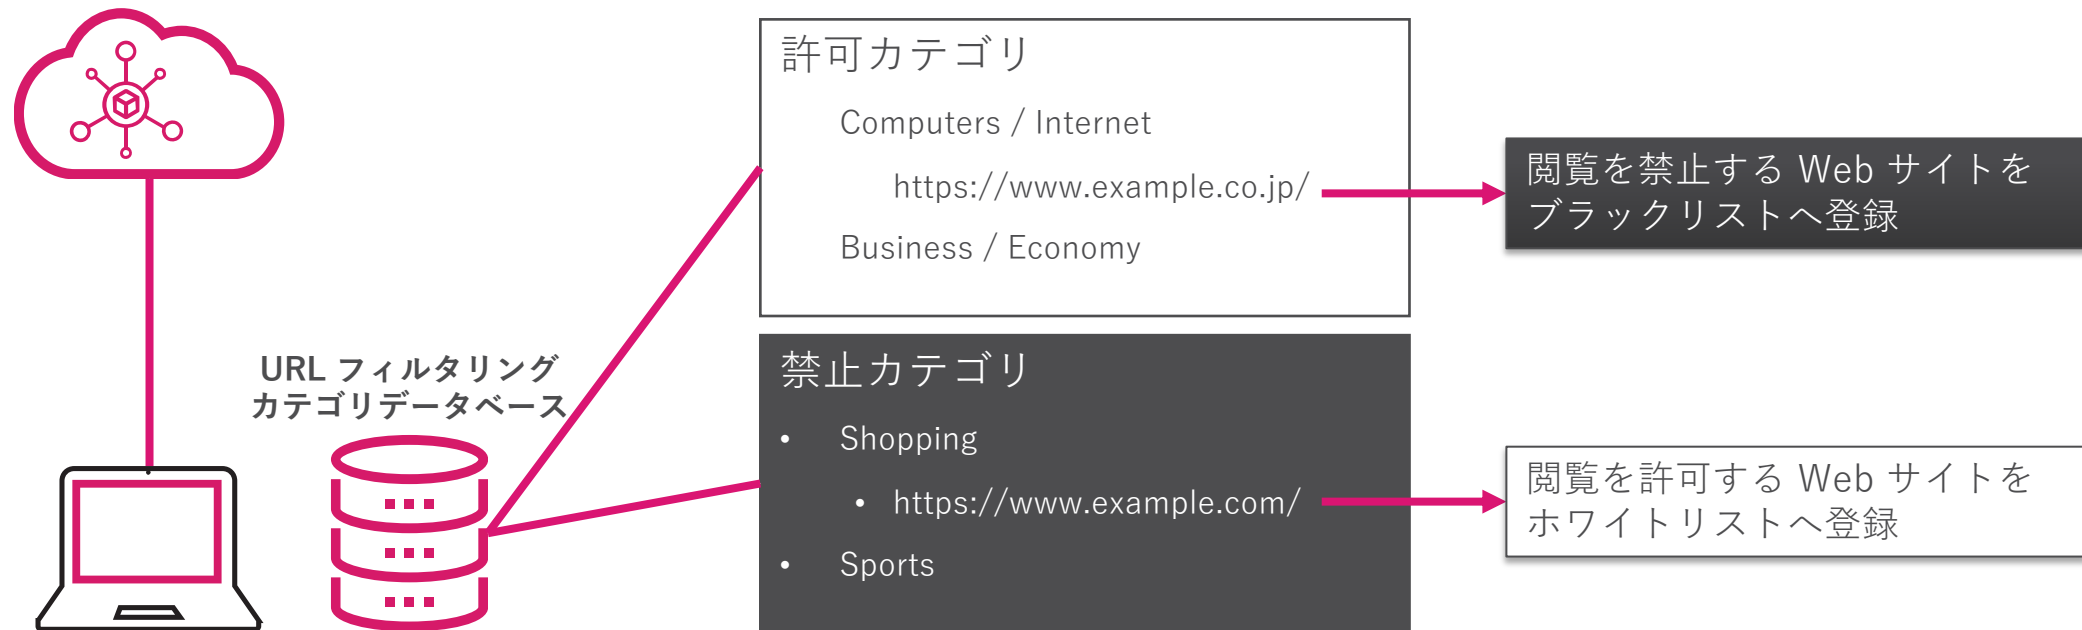 許可カテゴリ
Computers / Internet
https://www.example.co.jp/
Business / Economy
閲覧を禁止する Web サイトを
ブラックリストへ登録
URL フィルタリング
カテゴリデータベース
禁止カテゴリ
• Shopping
• https://www.example.com/
• Sports
閲覧を許可する Web サイトを
ホワイトリストへ登録